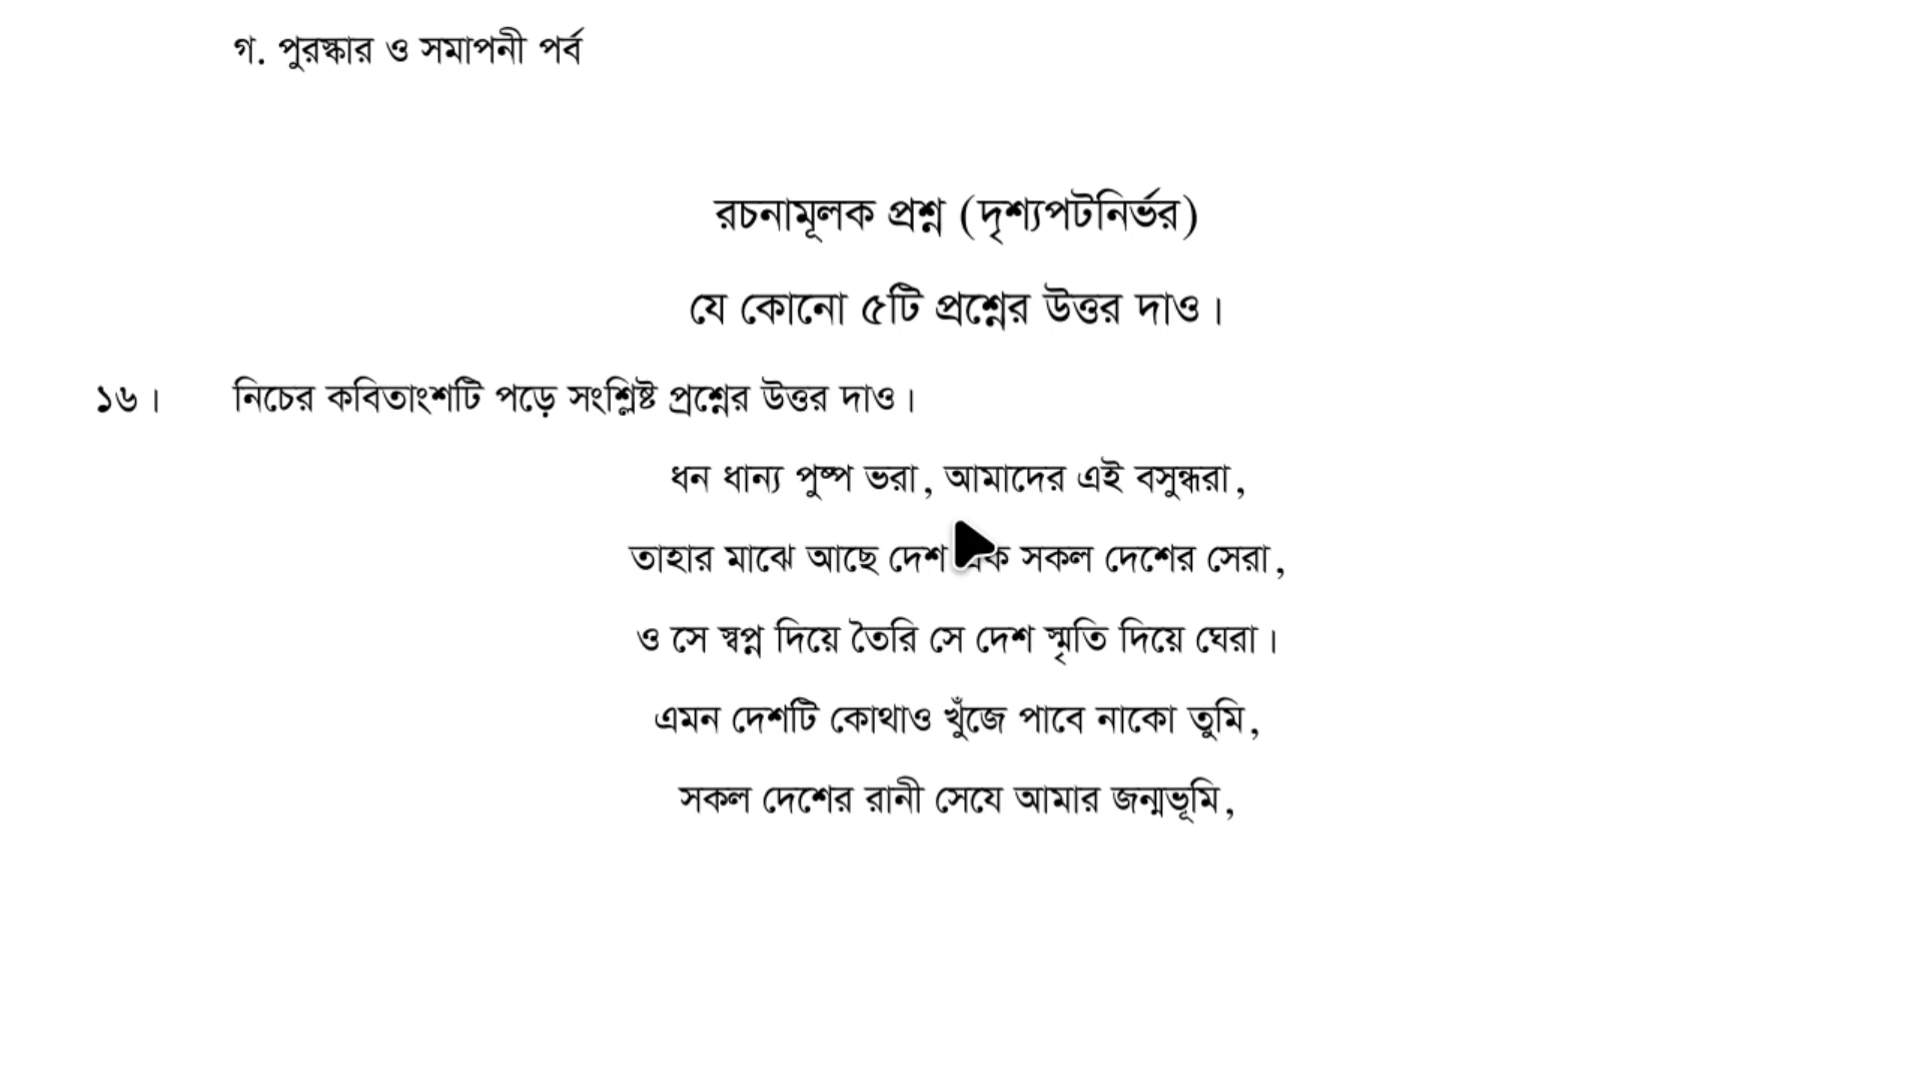 গ. পুরস্কার ও সমাপনী পর্ব
রচনামূলক প্রশ্ন (দৃশ্যপটনির্ভর)
যে কোনো ৫টি প্রশ্নের উত্তর দাও।
১৬। নিচের কবিতাংশটি পড়ে সংশ্লিষ্ট প্রশ্নের উত্তর দাও।
ধন ধান্য পুষ্প ভরা, আমাদের এই বসুন্ধরা,
তাহার মাঝে আছে দেশ সকল দেশের সেরা,
ও সে স্বপ্ন দিয়ে তৈরি সে দেশ স্মৃতি দিয়ে ঘেরা।
এমন দেশটি কোথাও খুঁজে পাবে নাকো তুমি,
সকল দেশের রানী সেযে আমার জন্মভূমি,